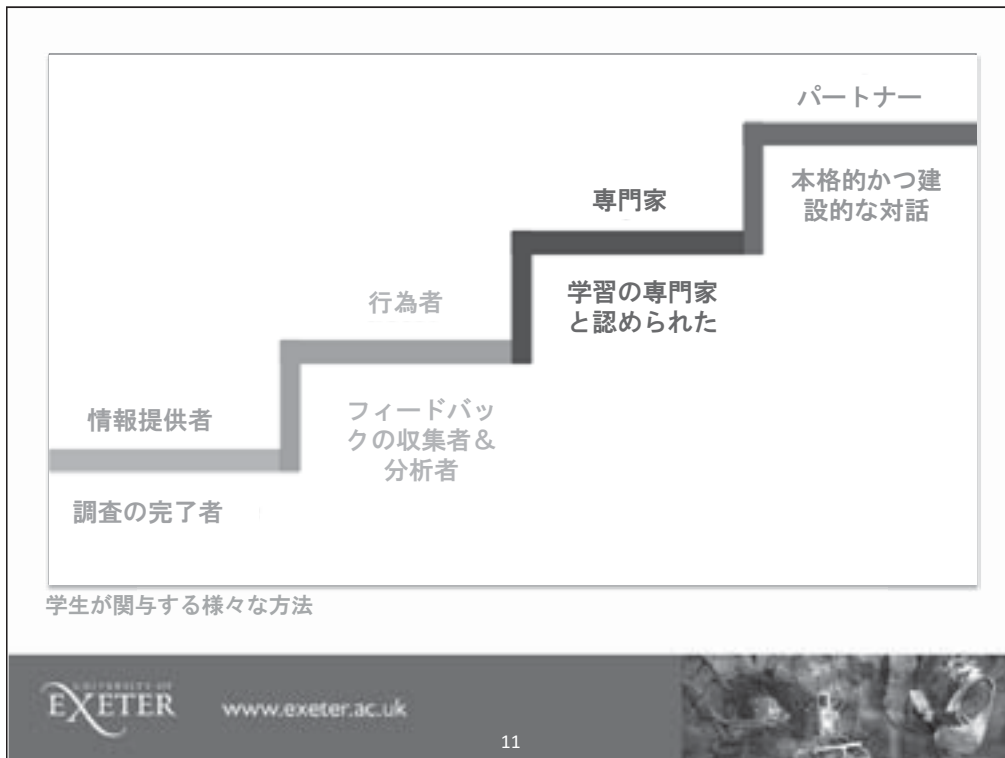 パートナー
本格的かつ建
設的な対話
専門家
学習の専門家
と認められた
行為者
フィードバッ
クの収集者＆
分析者
情報提供者
調査の完了者
学生が関与する様々な方法
UNIVERSITY OF
EXETER
www.exeter.ac.uk
11